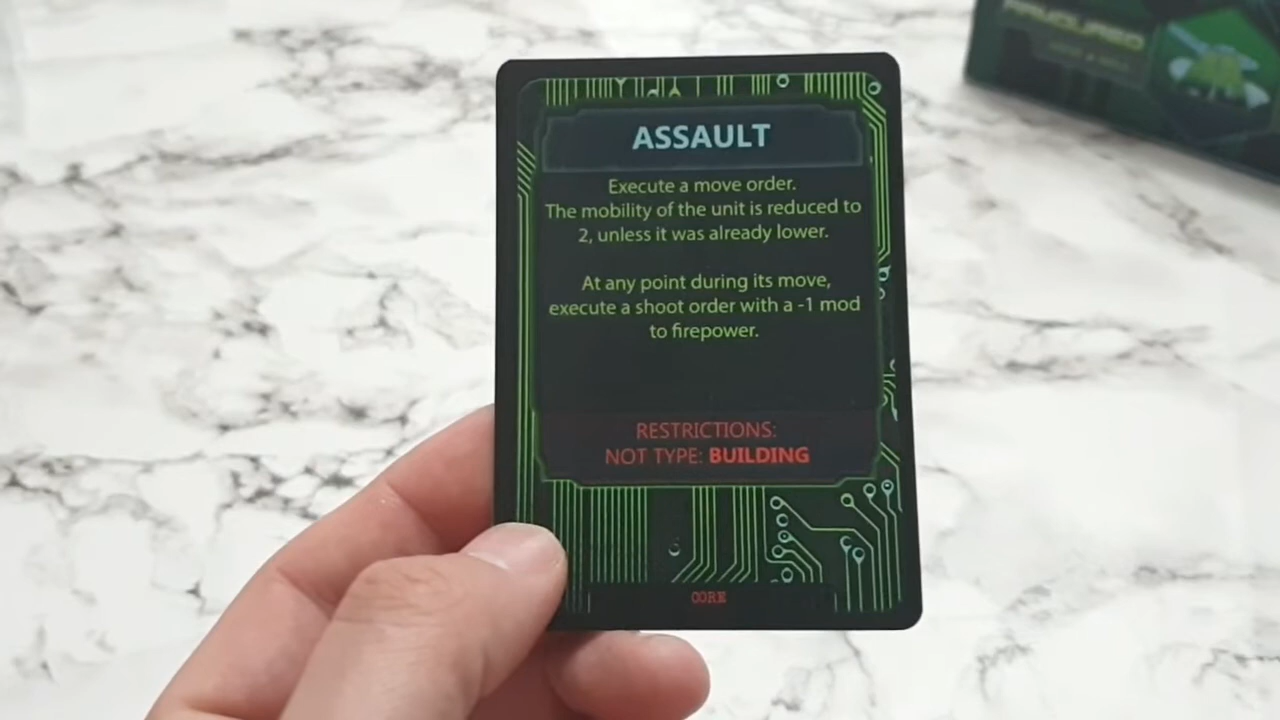 ASSAULT
Execute a move order.
The mobility of the unit is reduced to
2, unless it was already lower.
At any point during its move,
execute a shoot order with a -1 mod
to firepower.
RESTRICTIONS:
NOT TYPE: BUILDING
CORE